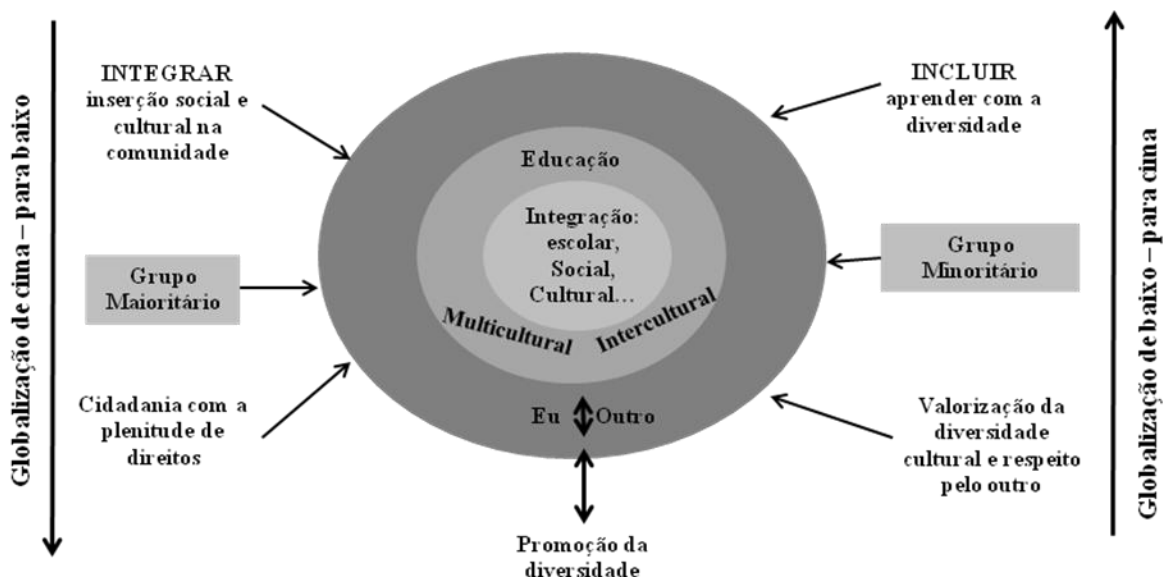 Globalização de cima – para baixo
INTEGRAR
inserção social e
cultural na
comunidade
Grupo
Maioritário
Cidadania com a
plenitude de
direitos
Educação
Integração:
escolar,
Social,
Cultural...
Multicultural
Intercultural
Eu
Outro
Promoção da
diversidade
INCLUIR
aprender com a
diversidade
Grupo
Minoritário
Valorização da
diversidade
cultural e respeito
pelo outro
Globalização de baixo – para cima